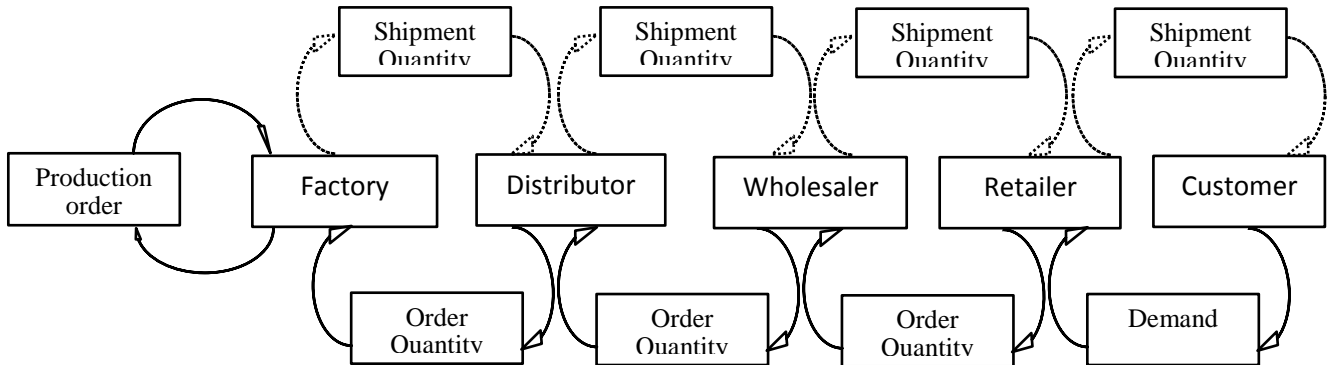 Shipment
Quantity
Shipment
Quantity
Shipment
Quantity
Shipment
Quantity
Production
order
Factory
Distributor
Wholesaler
Retailer
Customer
Order
Quantity
Order
Quantity
Order
Quantity
Demand